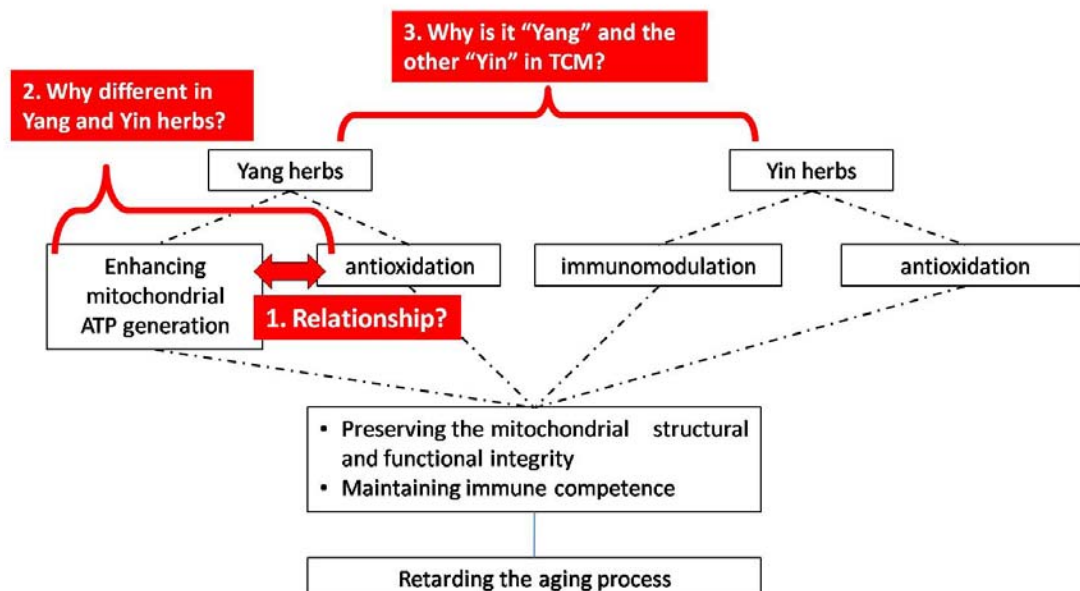 3. Why is it “Yang” and the
other “Yin” in TCM?
2. Why different in
Yang and Yin herbs?
Yang herbs
Yin herbs
Enhancing
mitochondrial
ATP generation
antioxidation
immunomodulation
antioxidation
1. Relationship?
• Preserving the mitochondrial structural
and functional integrity
• Maintaining immune competence
Retarding the aging process